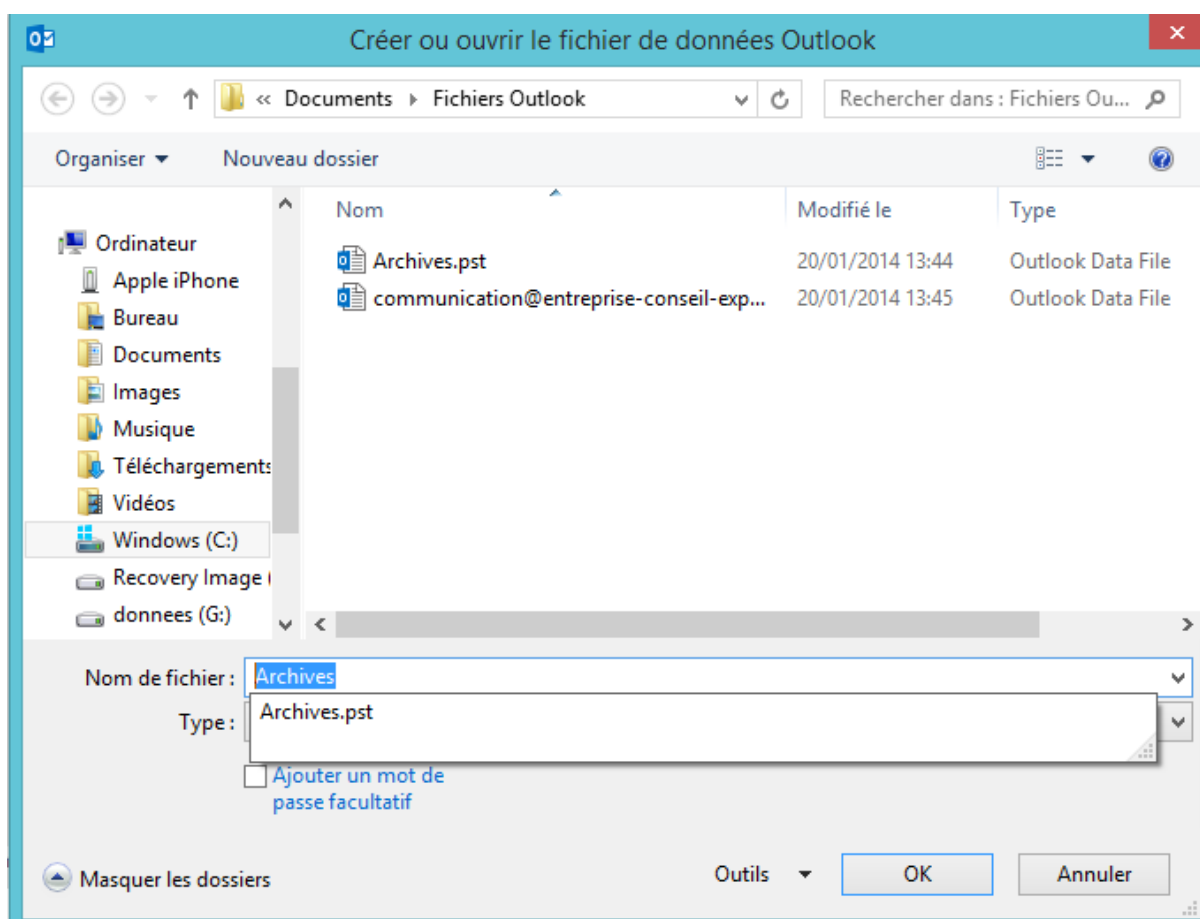 Créer ou ouvrir le fichier de données Outlook
« Documents Fichiers Outlook
Rechercher dans : Fichiers Ou...
Organiser
Nouveau dossier
Nom Modifié le Type
Ordinateur
Apple iPhone
Bureau
Documents
Images
Musique
Téléchargements
Vidéos
Windows (C:)
Recovery Image (
donnees (G:)
Archives.pst 20/01/2014 13:44 Outlook Data File
communication@entreprise-conseil-exp... 20/01/2014 13:45 Outlook Data File
Nom de fichier : Archives
Type : Archives.pst
Ajouter un mot de
passe facultatif
Masquer les dossiers
Outils OK Annuler